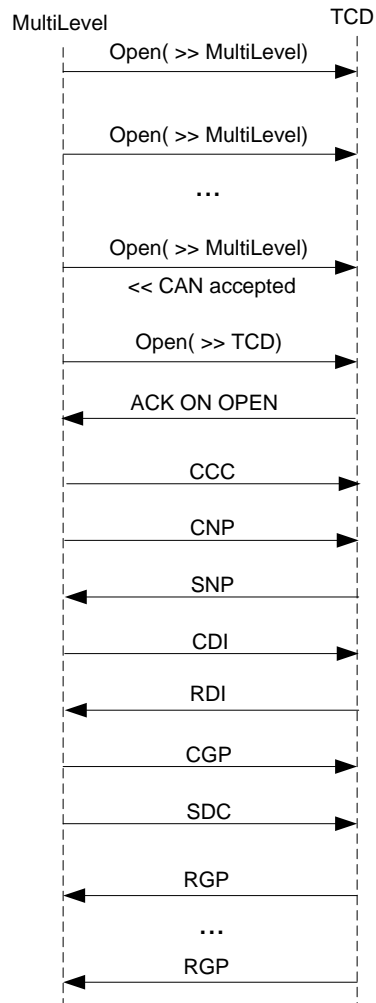 MultiLevel
TCD
Open( >> MultiLevel)
Open( >> MultiLevel)
...
Open( >> MultiLevel)
<< CAN accepted
Open( >> TCD)
ACK ON OPEN
CCC
CNP
SNP
CDI
RDI
CGP
SDC
RGP
...
RGP